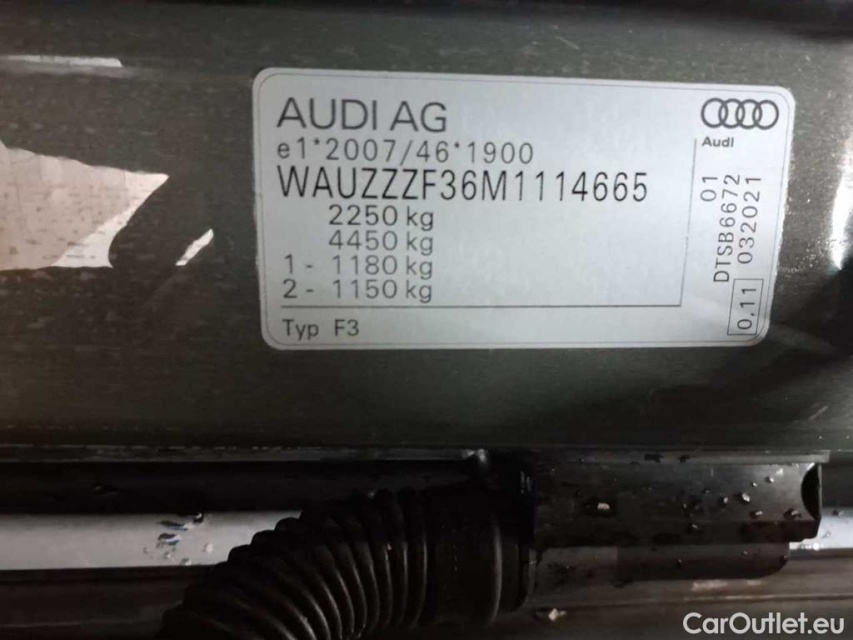 AUDI AG
e1*2007/46*1900
WAUZZZF36M1114665
2250 kg
4450 kg
1 - 1180 kg
2 - 1150 kg
Typ F3
Audi
01
DTSB6672
032021
0,11
CarOutlet.eu